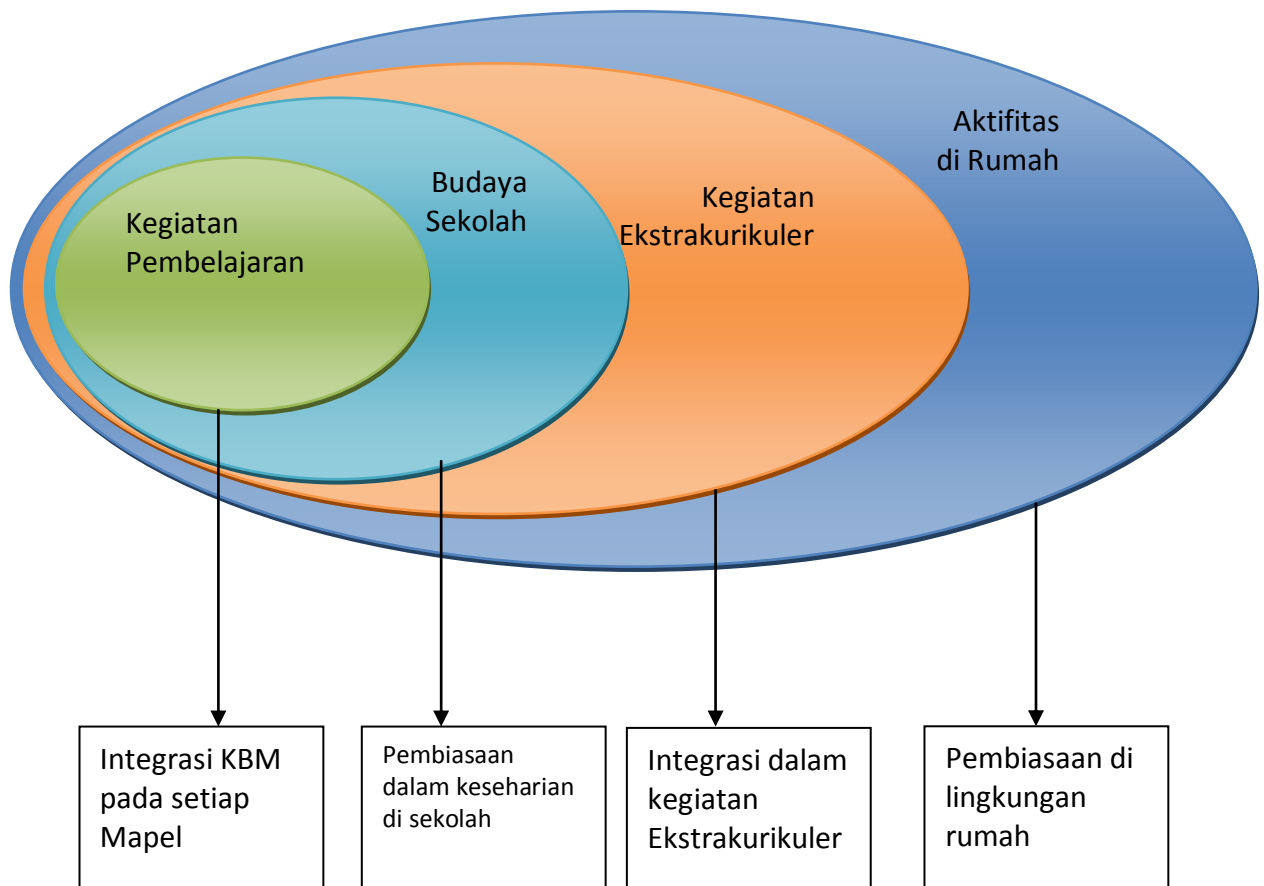 Aktifitas
di Rumah
Kegiatan
Ekstrakurikuler
Budaya
Sekolah
Kegiatan
Pembelajaran
Integrasi KBM
pada setiap
Mapel
Pembiasaan
dalam keseharian
di sekolah
Integrasi dalam
kegiatan
Ekstrakurikuler
Pembiasaan di
lingkungan
rumah